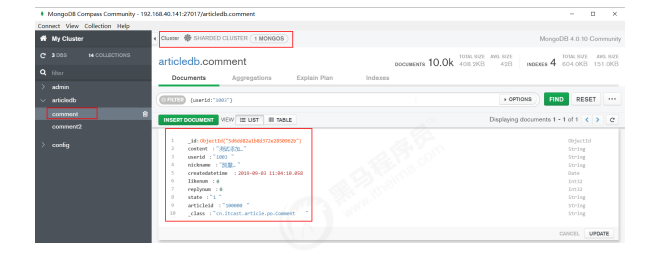 MongoDB Compass Community - 192.168.40.141:27017/articledb.comment
Connect View Collection Help
My Cluster
Cluster SHARDED CLUSTER 1 MONGOS
MongoDB 4.0.10 Community
3 DBS 14 COLLECTIONS
filter
admin
articledb
comment
comment2
config
articledb.comment
DOCUMENTS 10.0k TOTAL SIZE 408.2KB AVG. SIZE 42B INDEXES 4 TOTAL SIZE 604.0KB AVG. SIZE 151.0KB
Documents Aggregations Explain Plan Indexes
FILTER {userid:"1003"} OPTIONS FIND RESET ...
INSERT DOCUMENT VIEW LIST TABLE Displaying documents 1 - 1 of 1
1 _id: ObjectId("5d6d82a1b6d373e2850962b") ObjectId
2 content :"测试添加… " String
3 userid :"1003 " String
4 nickname :"凯撒… " String
5 createdatetime : 2019-09-03 11:04:10.058 Date
6 likenum : 0 Int32
7 replynum : 0 Int32
8 state :"1 " String
9 articleid :"100000 " String
10 _class :"cn.itcast.article.po.Comment " String
黑马程序员
CANCEL UPDATE